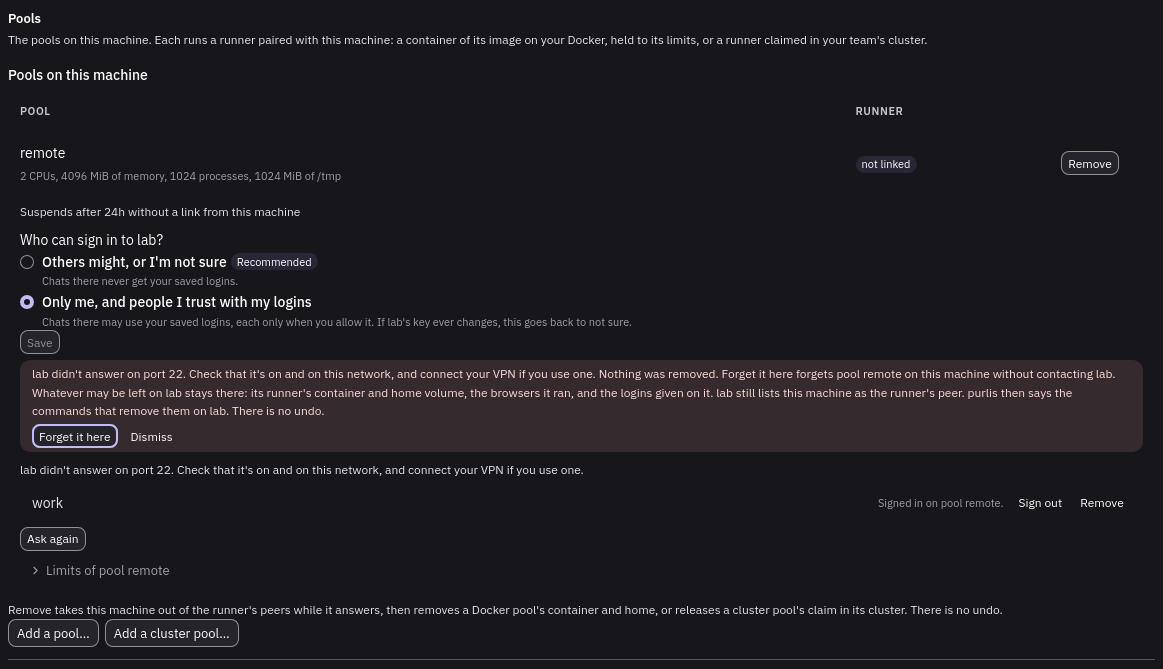 Pools
The pools on this machine. Each runs a runner paired with this machine: a container of its image on your Docker, held to its limits, or a runner claimed in your team's cluster.
Pools on this machine
POOL RUNNER
remote
not linked Remove
2 CPUs, 4096 MiB of memory, 1024 processes, 1024 MiB of /tmp
Suspends after 24h without a link from this machine
Who can sign in to lab?
Others might, or I'm not sure Recommended
Chats there never get your saved logins.
Only me, and people I trust with my logins
Chats there may use your saved logins, each only when you allow it. If lab's key ever changes, this goes back to not sure.
Save
lab didn't answer on port 22. Check that it's on and on this network, and connect your VPN if you use one. Nothing was removed. Forget it here forgets pool remote on this machine without contacting lab.
Whatever may be left on lab stays there: its runner's container and home volume, the browsers it ran, and the logins given on it. lab still lists this machine as the runner's peer. purlis then says the
commands that remove them on lab. There is no undo.
Forget it here Dismiss
lab didn't answer on port 22. Check that it's on and on this network, and connect your VPN if you use one.
work Signed in on pool remote. Sign out Remove
Ask again
Limits of pool remote
Remove takes this machine out of the runner's peers while it answers, then removes a Docker pool's container and home, or releases a cluster pool's claim in its cluster. There is no undo.
Add a pool... Add a cluster pool...